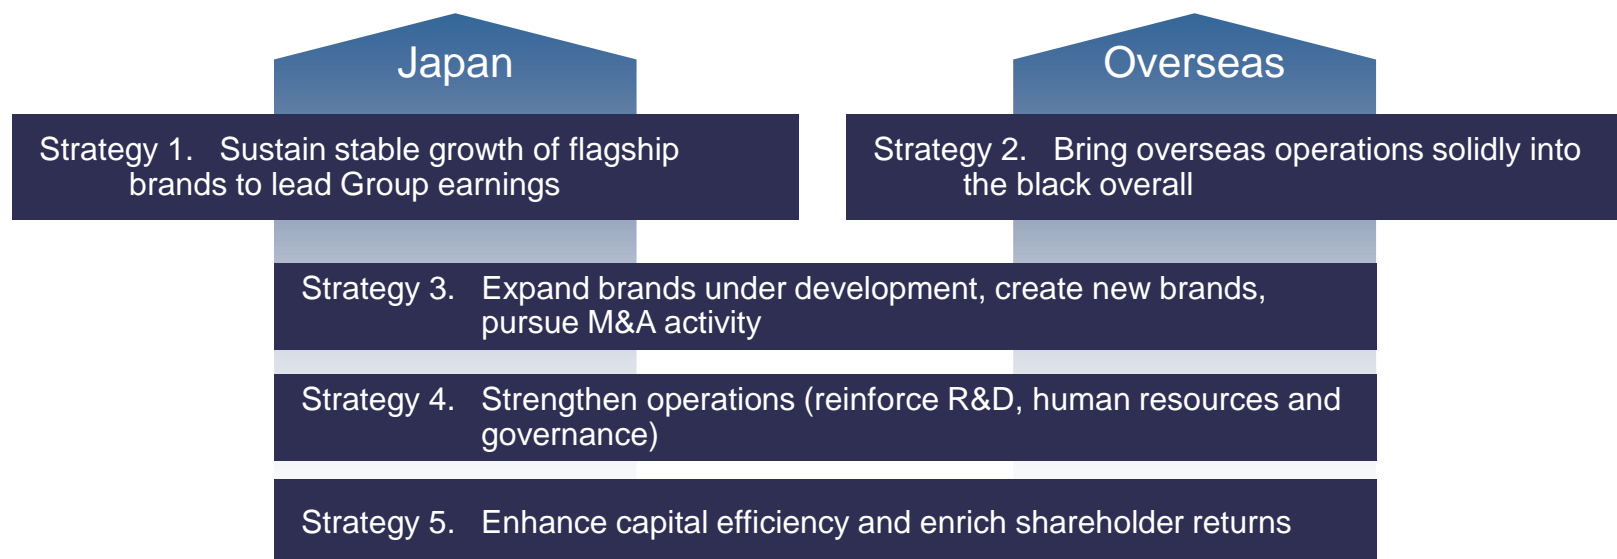 Japan
Overseas
Strategy 1. Sustain stable growth of flagship
brands to lead Group earnings
Strategy 2. Bring overseas operations solidly into
the black overall
Strategy 3. Expand brands under development, create new brands,
pursue M&A activity
Strategy 4. Strengthen operations (reinforce R&D, human resources and
governance)
Strategy 5. Enhance capital efficiency and enrich shareholder returns